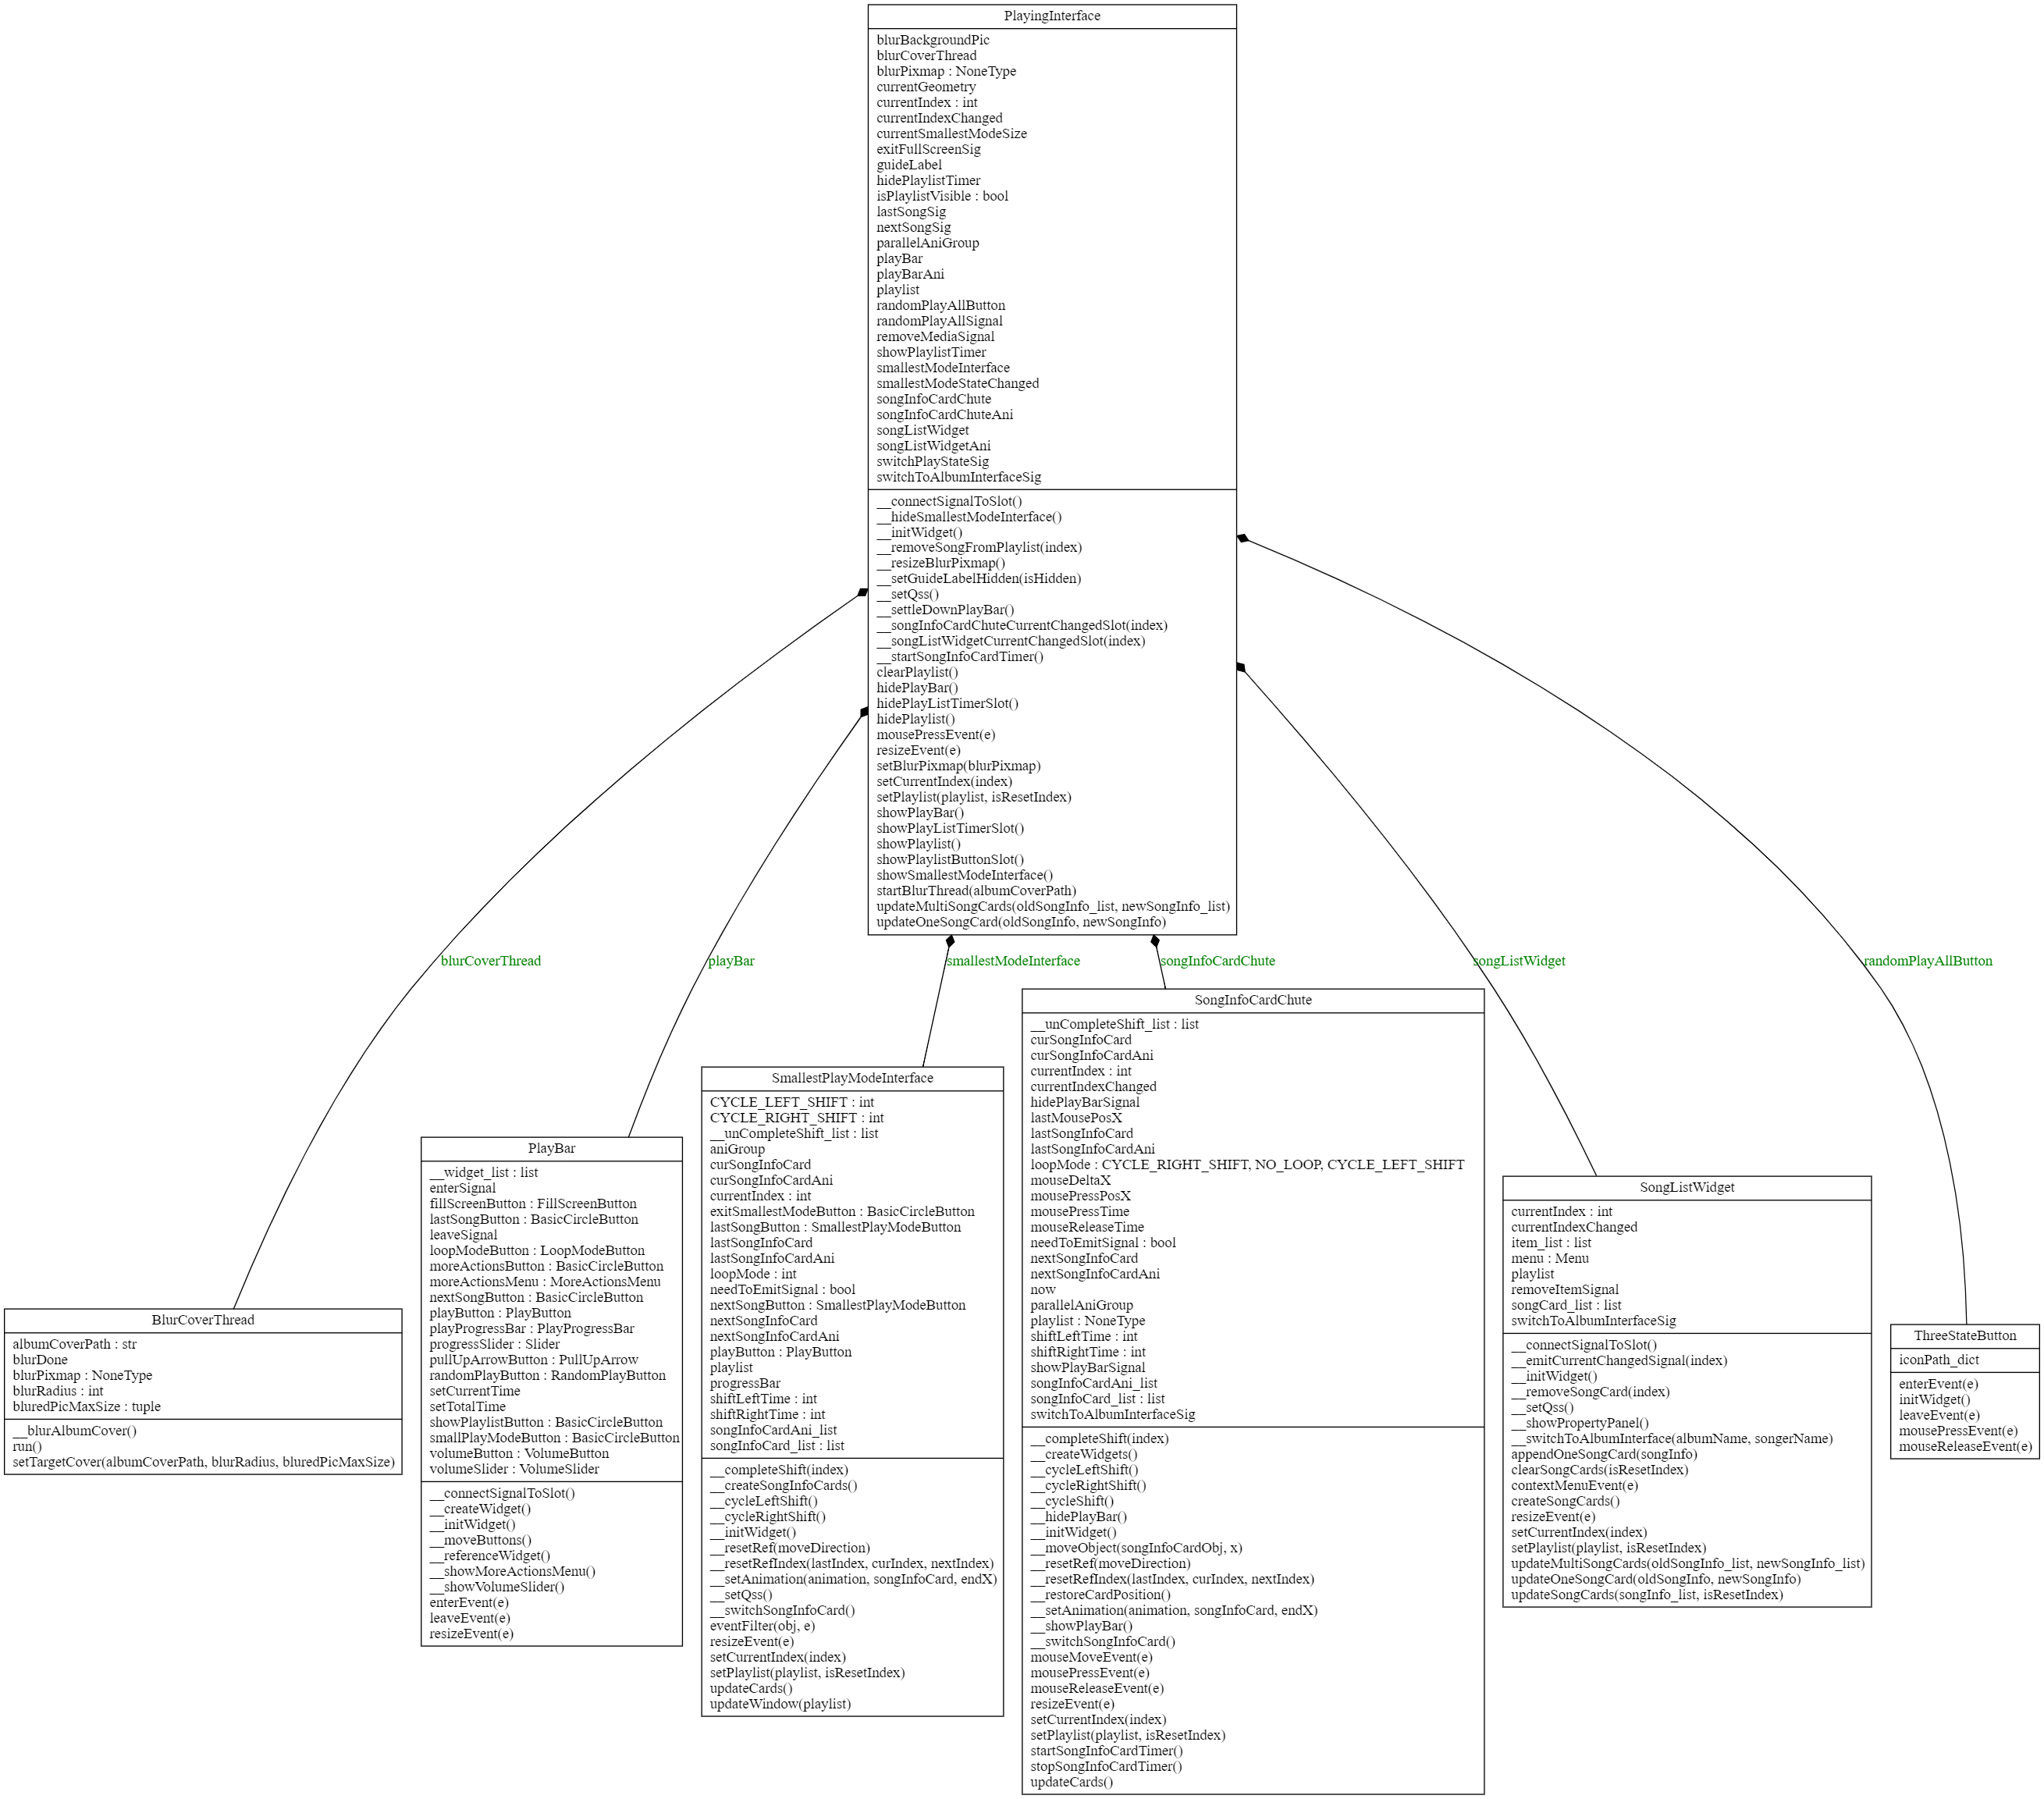 PlayingInterface
blurBackgroundPic
blurCoverThread
blurPixmap : NoneType
currentGeometry
currentIndex : int
currentIndexChanged
currentSmallestModeSize
exitFullScreenSig
guideLabel
hidePlaylistTimer
isPlaylistVisible : bool
lastSongSig
nextSongSig
parallelAniGroup
playBar
playBarAni
playlist
randomPlayAllButton
randomPlayAllSignal
removeMediaSignal
showPlaylistTimer
smallestModeInterface
smallestModeStateChanged
songInfoCardChute
songInfoCardChuteAni
songListWidget
songListWidgetAni
switchPlayStateSig
switchToAlbumInterfaceSig
__connectSignalToSlot()
__hideSmallestModeInterface()
__initWidget()
__removeSongFromPlaylist(index)
__resizeBlurPixmap()
__setGuideLabelHidden(isHidden)
__setQss()
__settleDownPlayBar()
__songInfoCardChuteCurrentChangedSlot(index)
__songListWidgetCurrentChangedSlot(index)
__startSongInfoCardTimer()
clearPlaylist()
hidePlayBar()
hidePlayListTimerSlot()
hidePlaylist()
mousePressEvent(e)
resizeEvent(e)
setBlurPixmap(blurPixmap)
setCurrentIndex(index)
setPlaylist(playlist, isResetIndex)
showPlayBar()
showPlayListTimerSlot()
showPlaylist()
showPlaylistButtonSlot()
showSmallestModeInterface()
startBlurThread(albumCoverPath)
updateMultiSongCards(oldSongInfo_list, newSongInfo_list)
updateOneSongCard(oldSongInfo, newSongInfo)
blurCoverThread
playBar
smallestModeInterface
songInfoCardChute
songListWidget
randomPlayAllButton
BlurCoverThread
albumCoverPath : str
blurDone
blurPixmap : NoneType
blurRadius : int
bluredPicMaxSize : tuple
__blurAlbumCover()
run()
setTargetCover(albumCoverPath, blurRadius, bluredPicMaxSize)
PlayBar
__widget_list : list
enterSignal
fillScreenButton : FillScreenButton
lastSongButton : BasicCircleButton
leaveSignal
loopModeButton : LoopModeButton
moreActionsButton : BasicCircleButton
moreActionsMenu : MoreActionsMenu
nextSongButton : BasicCircleButton
playButton : PlayButton
playProgressBar : PlayProgressBar
progressSlider : Slider
pullUpArrowButton : PullUpArrow
randomPlayButton : RandomPlayButton
setCurrentTime
setTotalTime
showPlaylistButton : BasicCircleButton
smallPlayModeButton : BasicCircleButton
volumeButton : VolumeButton
volumeSlider : VolumeSlider
__connectSignalToSlot()
__createWidget()
__initWidget()
__moveButtons()
__referenceWidget()
__showMoreActionsMenu()
__showVolumeSlider()
enterEvent(e)
leaveEvent(e)
resizeEvent(e)
SmallestPlayModeInterface
CYCLE_LEFT_SHIFT : int
CYCLE_RIGHT_SHIFT : int
__unCompleteShift_list : list
aniGroup
curSongInfoCard
curSongInfoCardAni
currentIndex : int
exitSmallestModeButton : BasicCircleButton
lastSongButton : SmallestPlayModeButton
lastSongInfoCard
lastSongInfoCardAni
loopMode : int
needToEmitSignal : bool
nextSongButton : SmallestPlayModeButton
nextSongInfoCard
nextSongInfoCardAni
playButton : PlayButton
playlist
progressBar
shiftLeftTime : int
shiftRightTime : int
songInfoCardAni_list
songInfoCard_list : list
__completeShift(index)
__createSongInfoCards()
__cycleLeftShift()
__cycleRightShift()
__initWidget()
__resetRef(moveDirection)
__resetRefIndex(lastIndex, curIndex, nextIndex)
__setAnimation(animation, songInfoCard, endX)
__setQss()
__switchSongInfoCard()
eventFilter(obj, e)
resizeEvent(e)
setCurrentIndex(index)
setPlaylist(playlist, isResetIndex)
updateCards()
updateWindow(playlist)
SongInfoCardChute
__unCompleteShift_list : list
curSongInfoCard
curSongInfoCardAni
currentIndex : int
currentIndexChanged
hidePlayBarSignal
lastMousePosX
lastSongInfoCard
lastSongInfoCardAni
loopMode : CYCLE_RIGHT_SHIFT, NO_LOOP, CYCLE_LEFT_SHIFT
mouseDeltaX
mousePressPosX
mousePressTime
mouseReleaseTime
needToEmitSignal : bool
nextSongInfoCard
nextSongInfoCardAni
now
parallelAniGroup
playlist : NoneType
shiftLeftTime : int
shiftRightTime : int
showPlayBarSignal
songInfoCardAni_list
songInfoCard_list : list
switchToAlbumInterfaceSig
__completeShift(index)
__createWidgets()
__cycleLeftShift()
__cycleRightShift()
__cycleShift()
__hidePlayBar()
__initWidget()
__moveObject(songInfoCardObj, x)
__resetRef(moveDirection)
__resetRefIndex(lastIndex, curIndex, nextIndex)
__restoreCardPosition()
__setAnimation(animation, songInfoCard, endX)
__showPlayBar()
__switchSongInfoCard()
mouseMoveEvent(e)
mousePressEvent(e)
mouseReleaseEvent(e)
resizeEvent(e)
setCurrentIndex(index)
setPlaylist(playlist, isResetIndex)
startSongInfoCardTimer()
stopSongInfoCardTimer()
updateCards()
SongListWidget
currentIndex : int
currentIndexChanged
item_list : list
menu : Menu
playlist
removeItemSignal
songCard_list : list
switchToAlbumInterfaceSig
__connectSignalToSlot()
__emitCurrentChangedSignal(index)
__initWidget()
__removeSongCard(index)
__setQss()
__showPropertyPanel()
__switchToAlbumInterface(albumName, songerName)
appendOneSongCard(songInfo)
clearSongCards(isResetIndex)
contextMenuEvent(e)
createSongCards()
resizeEvent(e)
setCurrentIndex(index)
setPlaylist(playlist, isResetIndex)
updateMultiSongCards(oldSongInfo_list, newSongInfo_list)
updateOneSongCard(oldSongInfo, newSongInfo)
updateSongCards(songInfo_list, isResetIndex)
ThreeStateButton
iconPath_dict
enterEvent(e)
initWidget()
leaveEvent(e)
mousePressEvent(e)
mouseReleaseEvent(e)